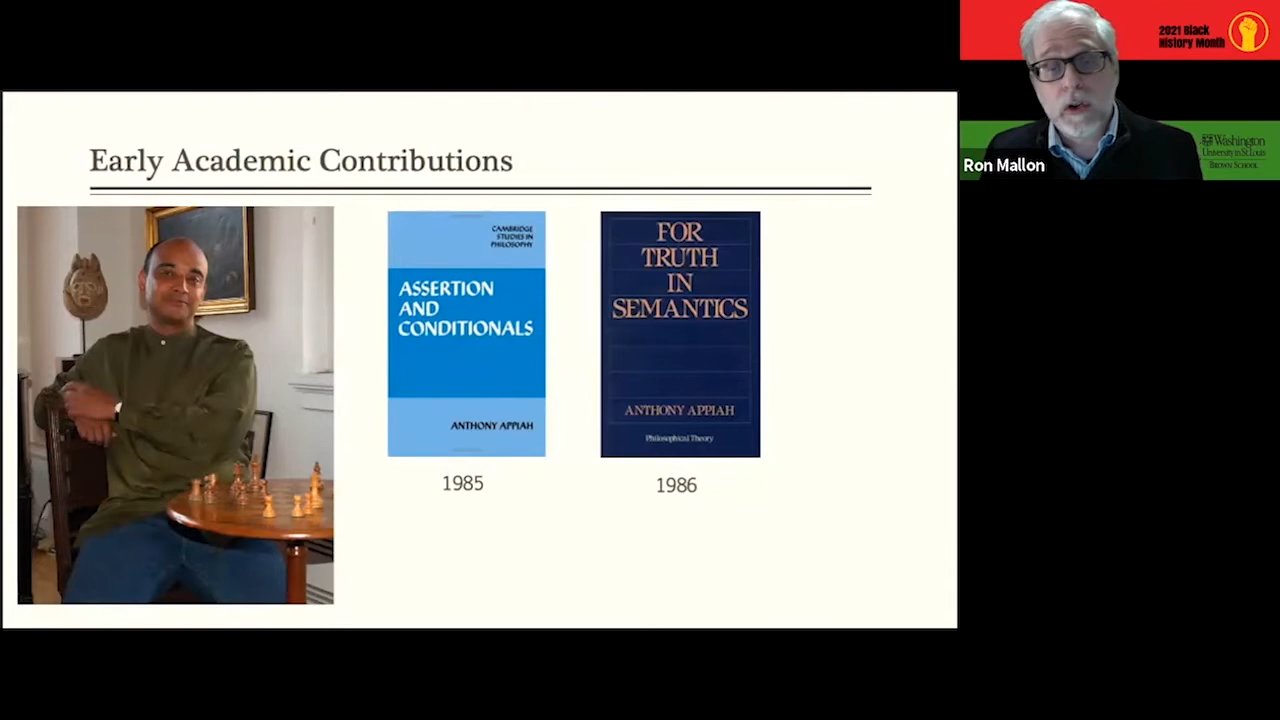 Early Academic Contributions
CAMBRIDGE
STUDIES IN
PHILOSOPHY
ASSERTION
AND
CONDITIONALS
ANTHONY APPIAH
1985
FOR
TRUTH
IN
SEMANTICS
ANTHONY APPIAH
Philosophical Theory
1986
2021 Black
History Month
Washington
University in St. Louis
BROWN SCHOOL
Ron Mallon